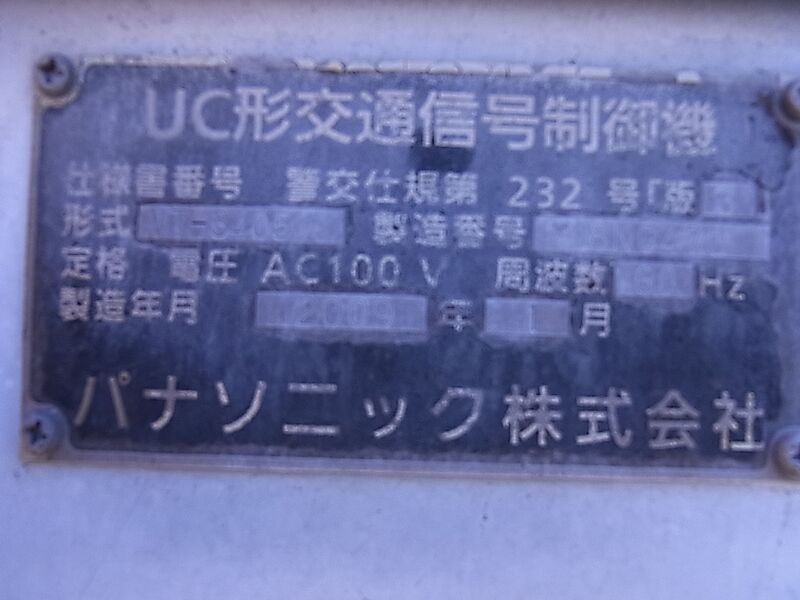 UC形交通信号制御機
仕様書番号 警交仕規第 232 号「版
形式 製造番号
定格 電圧 AC100 V 周波数 Hz
製造年月 2009 年 月
パナソニック株式会社